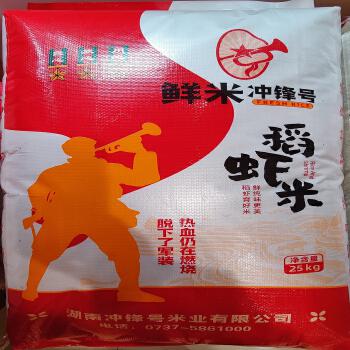 鲜米冲锋号
FRESH RICE
稻虾米
鲜纯味更美
稻虾育好米
热血仍在燃烧
脱下了军装
净含量
25kg
湖南冲锋号米业有限公司
电话：0737-5861000